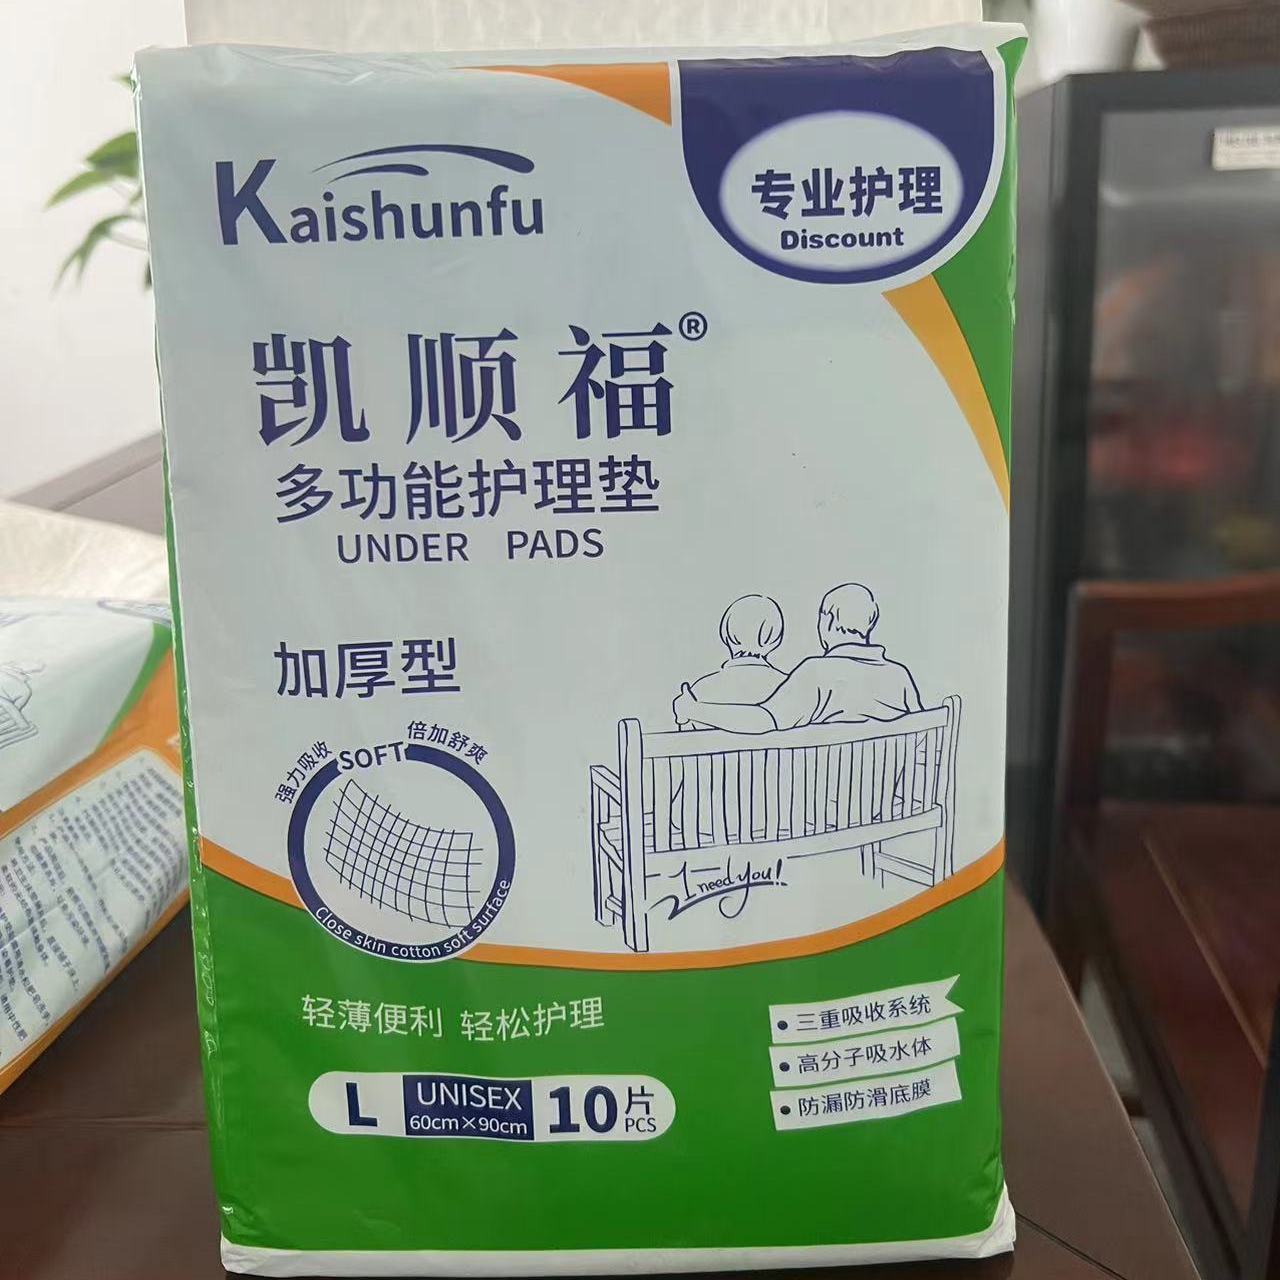 专业护理
Discount
Kaishunfu
凯顺福®
多功能护理垫
UNDER PADS
加厚型
强力吸收
SOFT
倍加舒爽
Close skin cotton soft surface
I need you!
轻薄便利 轻松护理
三重吸收系统
高分子吸水体
防漏防滑底膜
L
UNISEX
60cm×90cm
10片
PCS